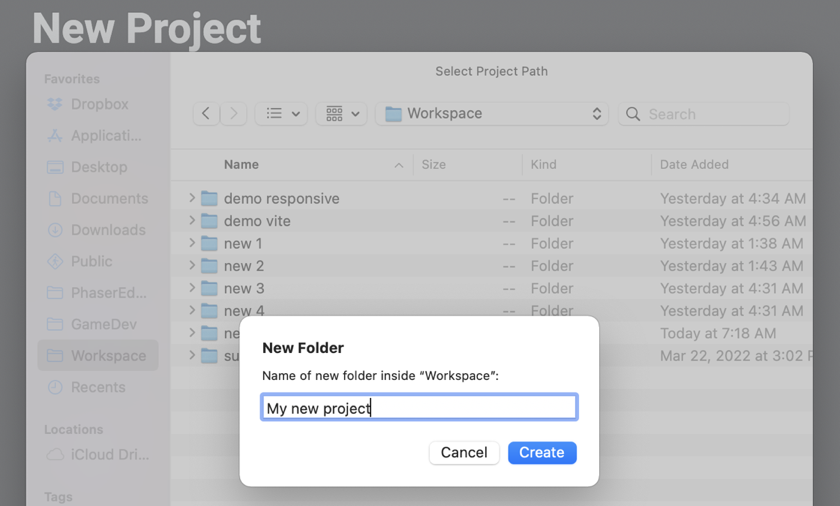 New Project
Select Project Path
Favorites
Dropbox
Applicati...
Desktop
Documents
Downloads
Public
PhaserEd...
GameDev
Workspace
Recents
Locations
iCloud Dri...
Tags
Workspace
Search
Name Size Kind Date Added
demo responsive -- Folder Yesterday at 4:34 AM
demo vite -- Folder Yesterday at 4:56 AM
new 1 -- Folder Yesterday at 1:38 AM
new 2 -- Folder Yesterday at 1:43 AM
new 3 -- Folder Yesterday at 4:31 AM
new 4 -- Folder Yesterday at 4:31 AM
ne Today at 7:18 AM
su Mar 22, 2022 at 3:02 P
New Folder
Name of new folder inside “Workspace”:
My new project
Cancel Create